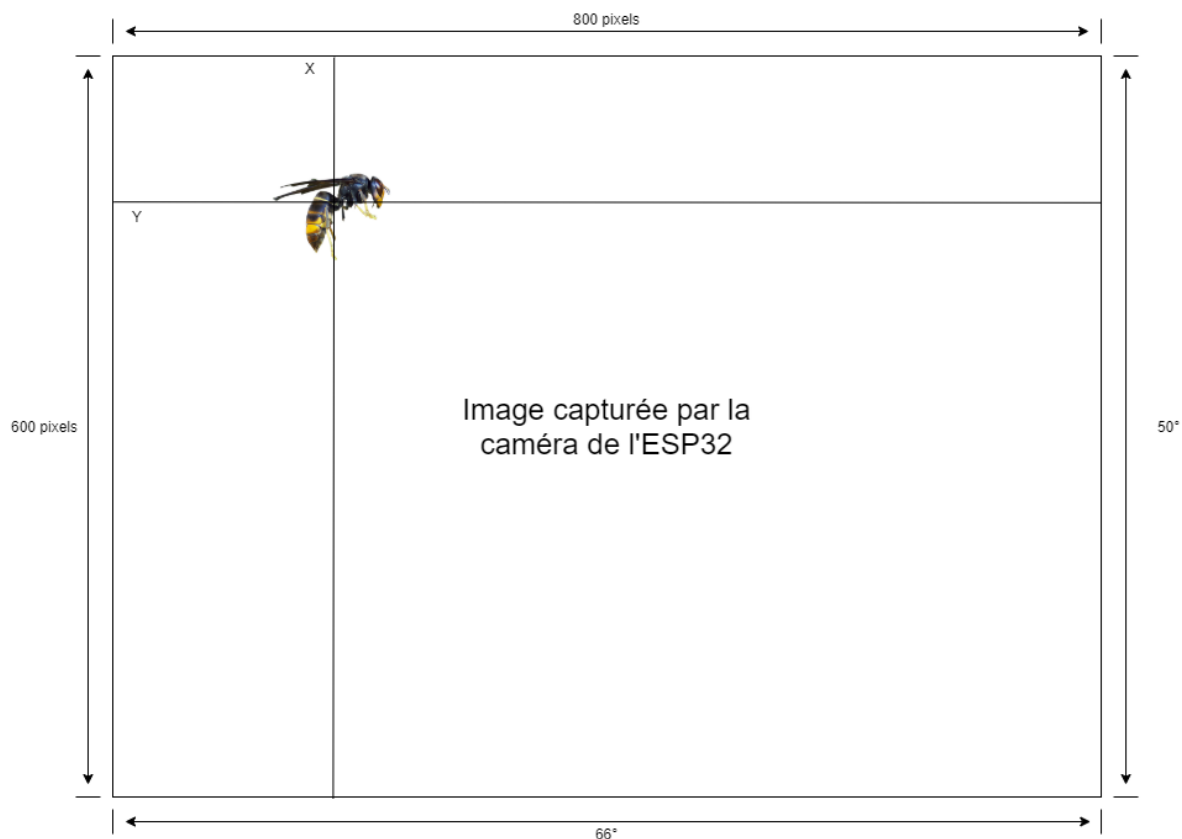 800 pixels
X
Y
Image capturée par la
caméra de l'ESP32
600 pixels
50°
66°